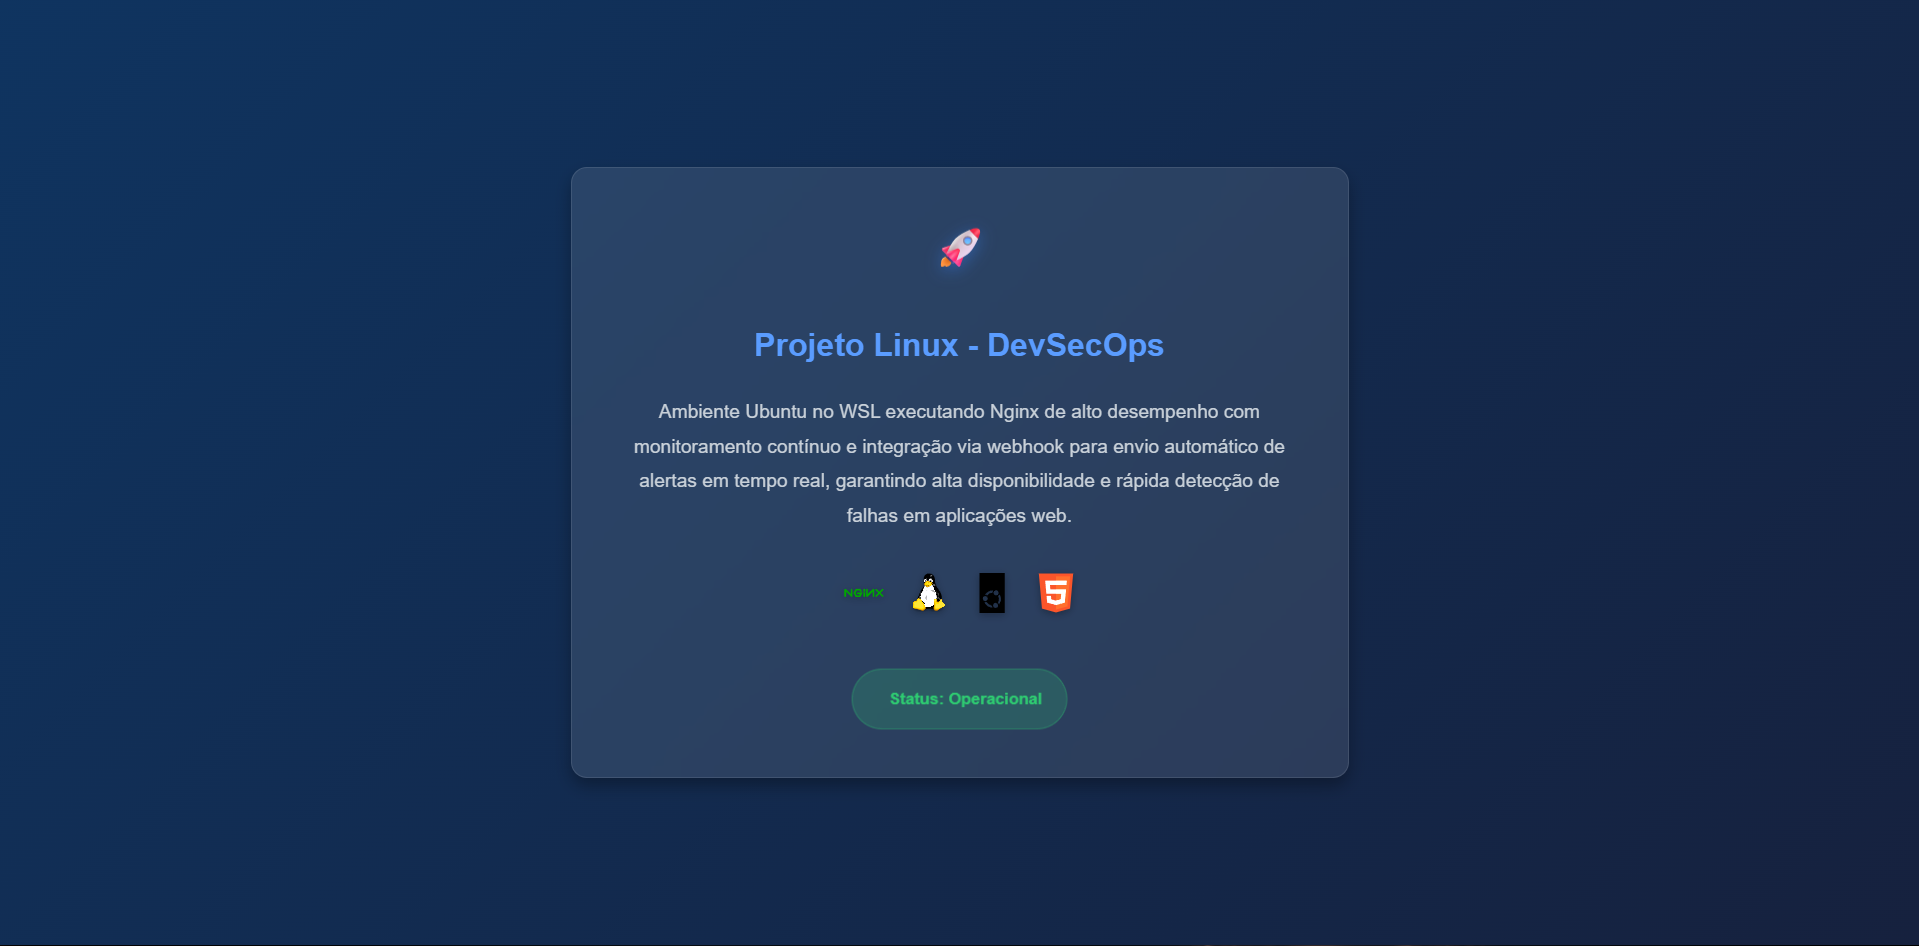 Projeto Linux - DevSecOps
Ambiente Ubuntu no WSL executando Nginx de alto desempenho com
monitoramento contínuo e integração via webhook para envio automático de
alertas em tempo real, garantindo alta disponibilidade e rápida detecção de
falhas em aplicações web.
NGINX
5
Status: Operacional